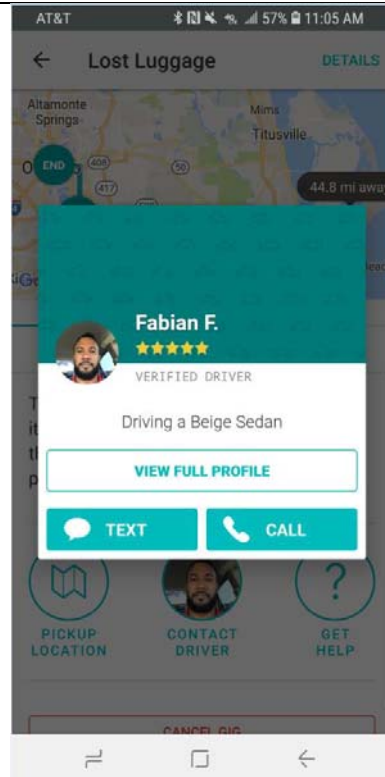 AT&T 57% 11:05 AM
Lost Luggage DETAILS
Altamonte
Springs
Mims
Titusville
END
408
50
417
44.8 mi away
Fabian F.
VERIFIED DRIVER
Driving a Beige Sedan
VIEW FULL PROFILE
TEXT CALL
PICKUP
LOCATION
CONTACT
DRIVER
GET
HELP
CANCEL GIG